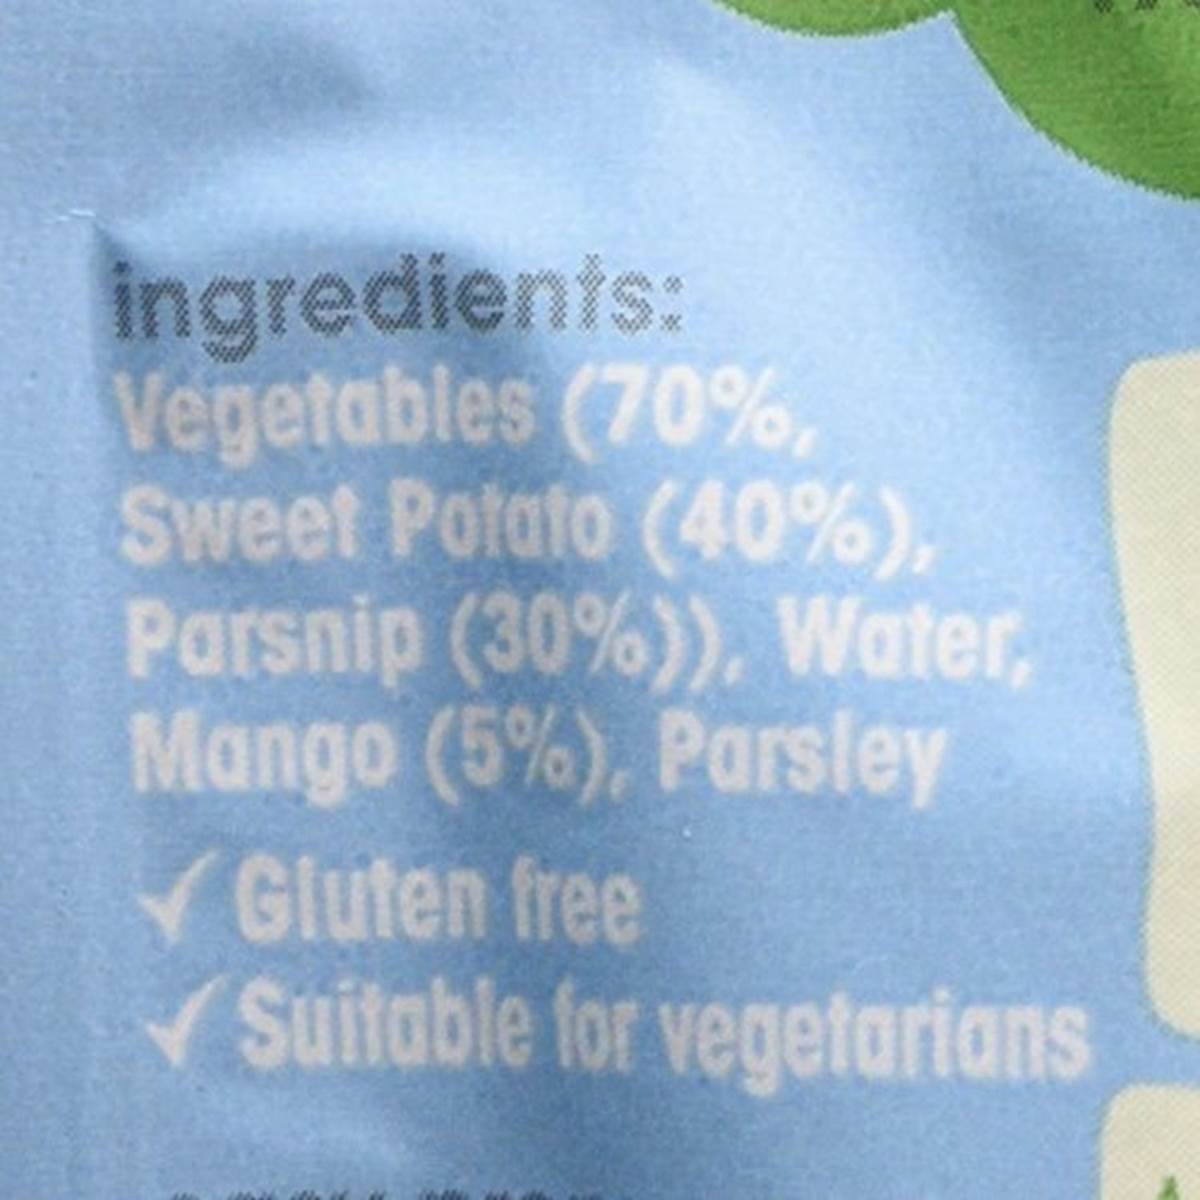 ingredients:
Vegetables (70%,
Sweet Potato (40%),
Parsnip (30%)), Water,
Mango (5%), Parsley
✓ Gluten free
✓ Suitable for vegetarians